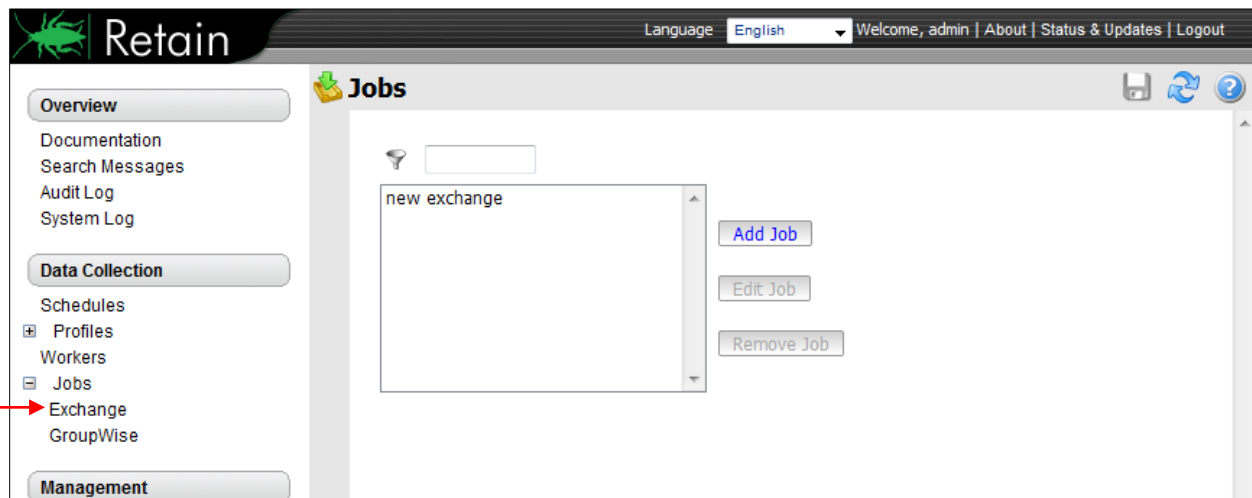 Retain
Language English Welcome, admin | About | Status & Updates | Logout
Overview
Documentation
Search Messages
Audit Log
System Log
Data Collection
Schedules
Profiles
Workers
Jobs
Exchange
GroupWise
Management
Jobs
new exchange
Add Job
Edit Job
Remove Job